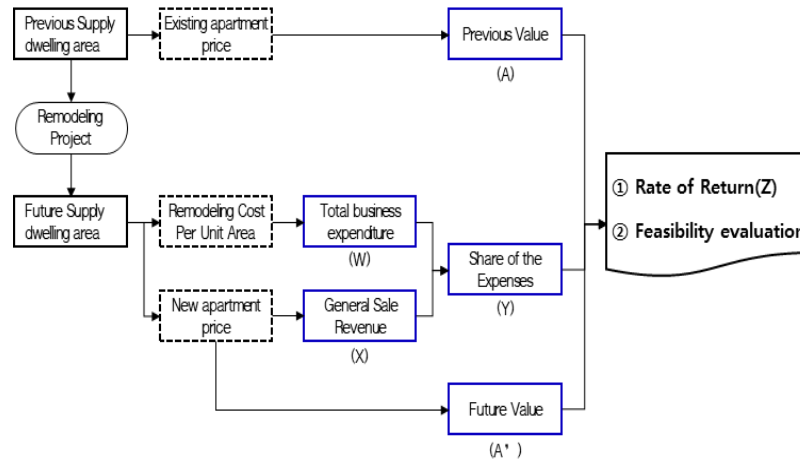 Previous Supply
dwelling area
Existing apartment
price
Previous Value
(A)
Remodeling
Project
① Rate of Return(Z)
② Feasibility evaluation
Future Supply
dwelling area
Remodeling Cost
Per Unit Area
Total business
expenditure
(W)
Share of the
Expenses
(Y)
New apartment
price
General Sale
Revenue
(X)
Future Value
(A')